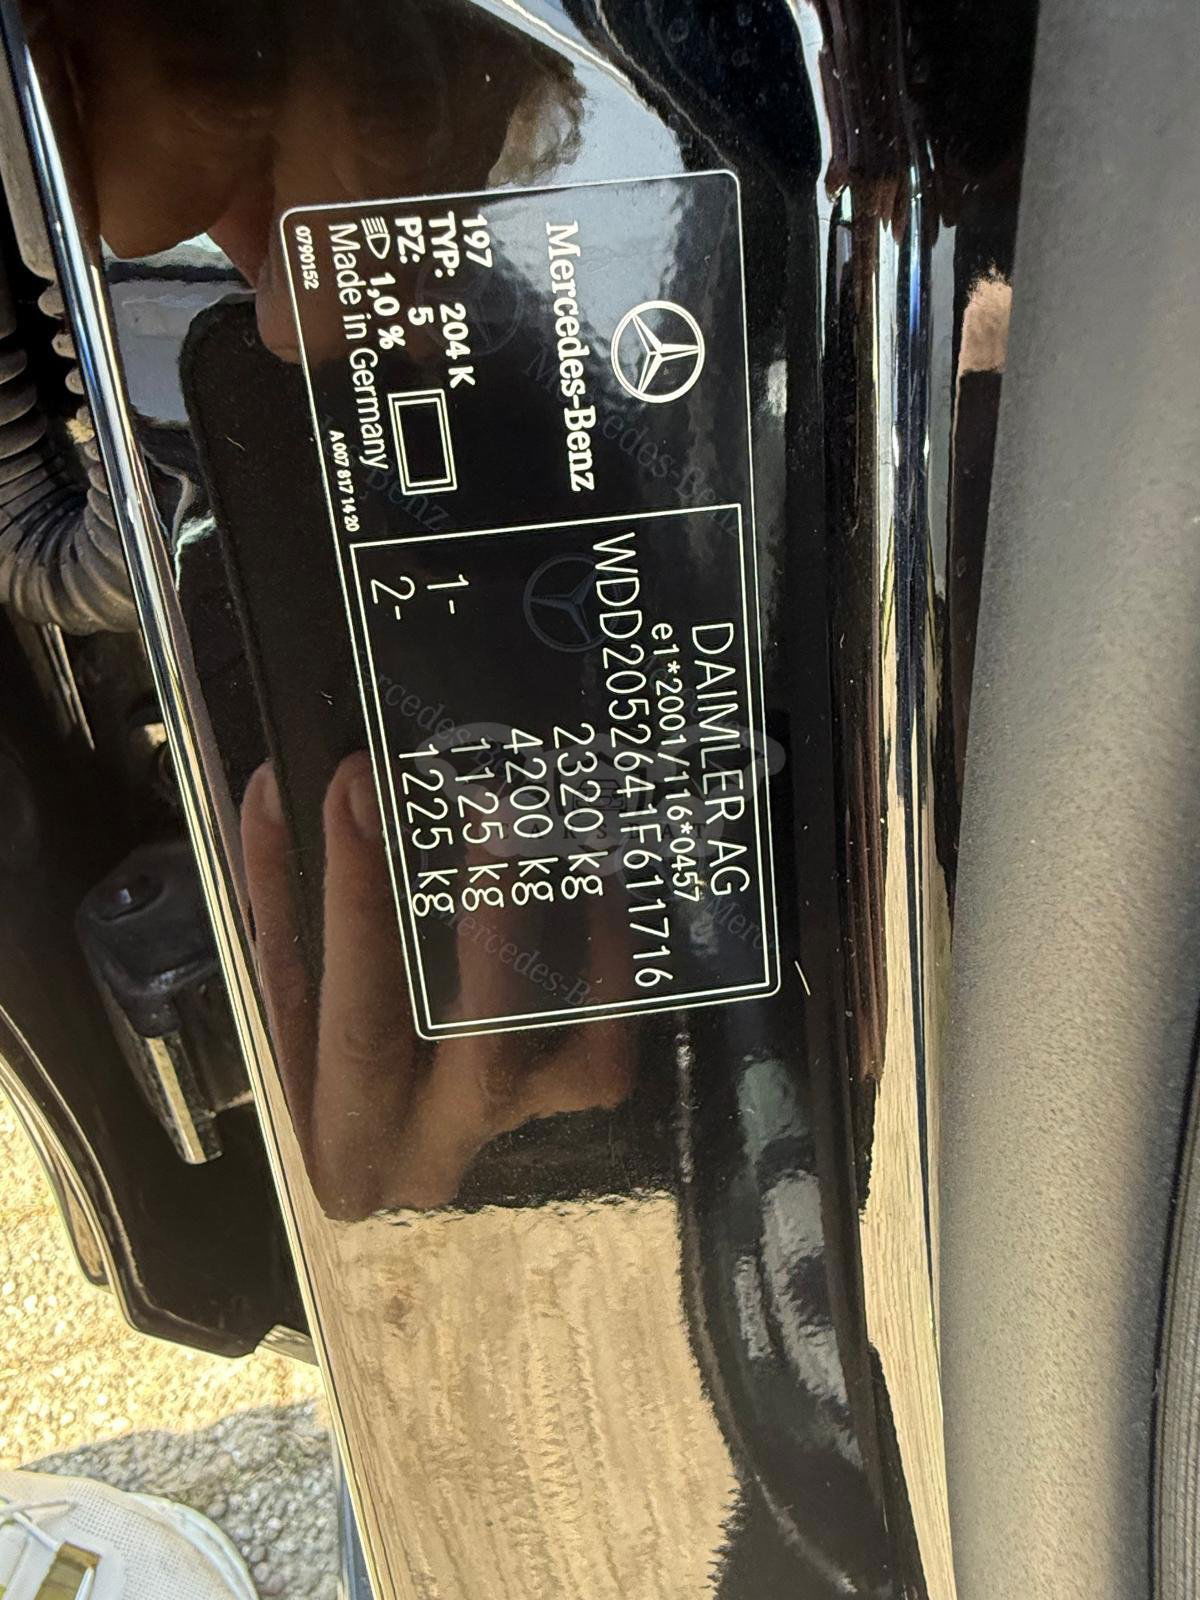 Mercedes-Benz
197
TYP: 204 K
PZ: 5
1,0 %
Made in Germany
0790152
A 007 817 14 20
DAIMLER AG
e1*2001/116*0457
WDD2052641F611716
2320 kg
4200 kg
1- 1125 kg
2- 1225 kg